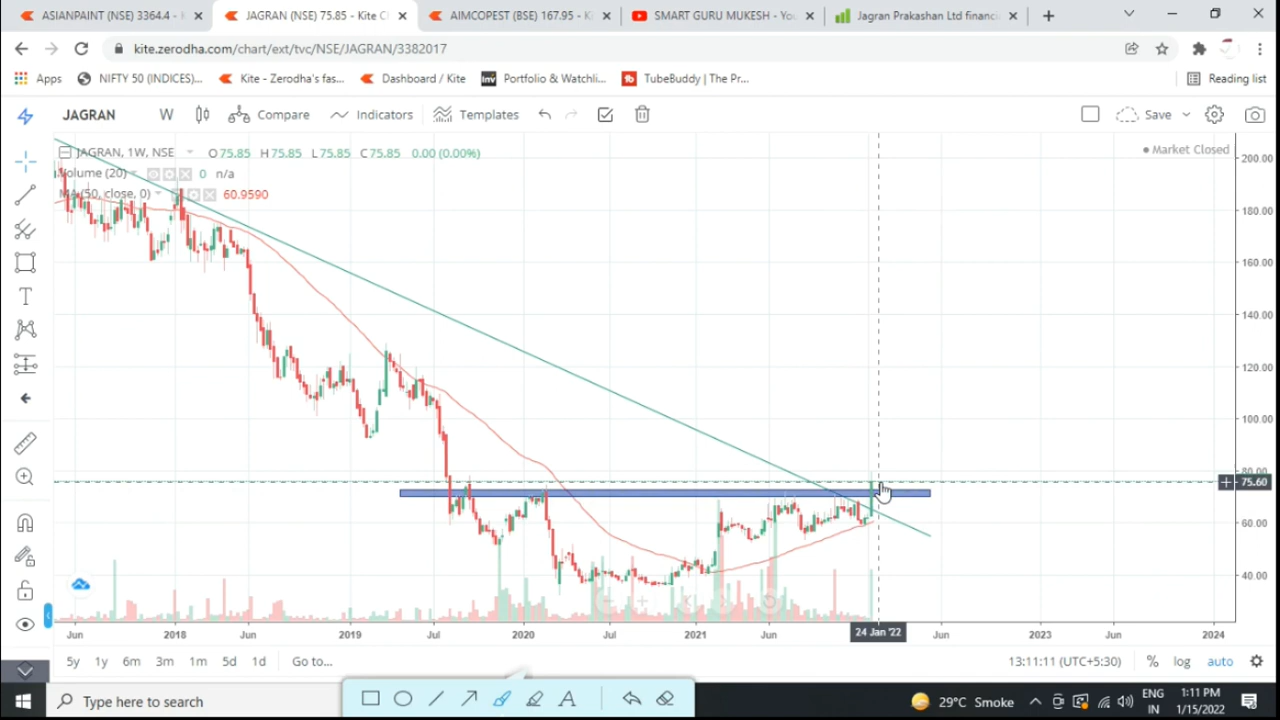 ASIANPAINT (NSE) 3364.4 -
JAGRAN (NSE) 75.85 - Kite C
AIMCOPEST (BSE) 167.95 -
SMART GURU MUKESH - You
Jagran Prakashan Ltd financi
kite.zerodha.com/chart/ext/tvc/NSE/JAGRAN/3382017
Apps
NIFTY 50 (INDICES)...
Kite - Zerodha's fas...
Dashboard / Kite
Inv
Portfolio & Watchli...
TubeBuddy | The Pr...
Reading list
JAGRAN
W
Compare
Indicators
Templates
Save
JAGRAN, 1W, NSE
O75.85 H75.85 L75.85 C75.85 0.00 (0.00%)
Market Closed
Volume (20)
0 n/a
MA (50, close, 0)
60.9590
200.00
180.00
160.00
140.00
120.00
100.00
80.00
75.60
60.00
40.00
T
Jun 2018 Jun 2019 Jul 2020 Jul 2021 Jun 24 Jan '22 Jun 2023 Jun 2024
5y 1y 6m 3m 1m 5d 1d Go to...
13:11:11 (UTC+5:30) % log auto
Type here to search
A
29°C Smoke
ENG
IN
1:11 PM
1/15/2022